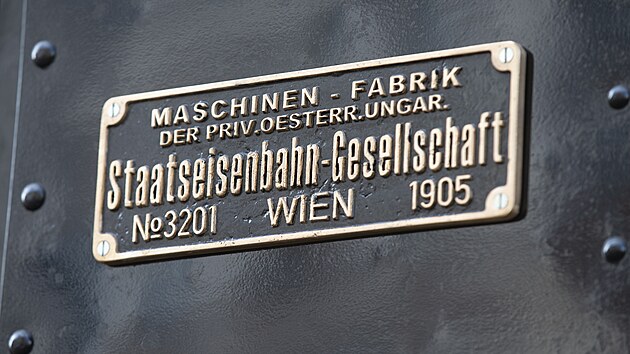 MASCHINEN - FABRIK
DER PRIV.OESTERR.UNGAR.
Staatseisenbahn-Gesellschaft
№3201 WIEN 1905